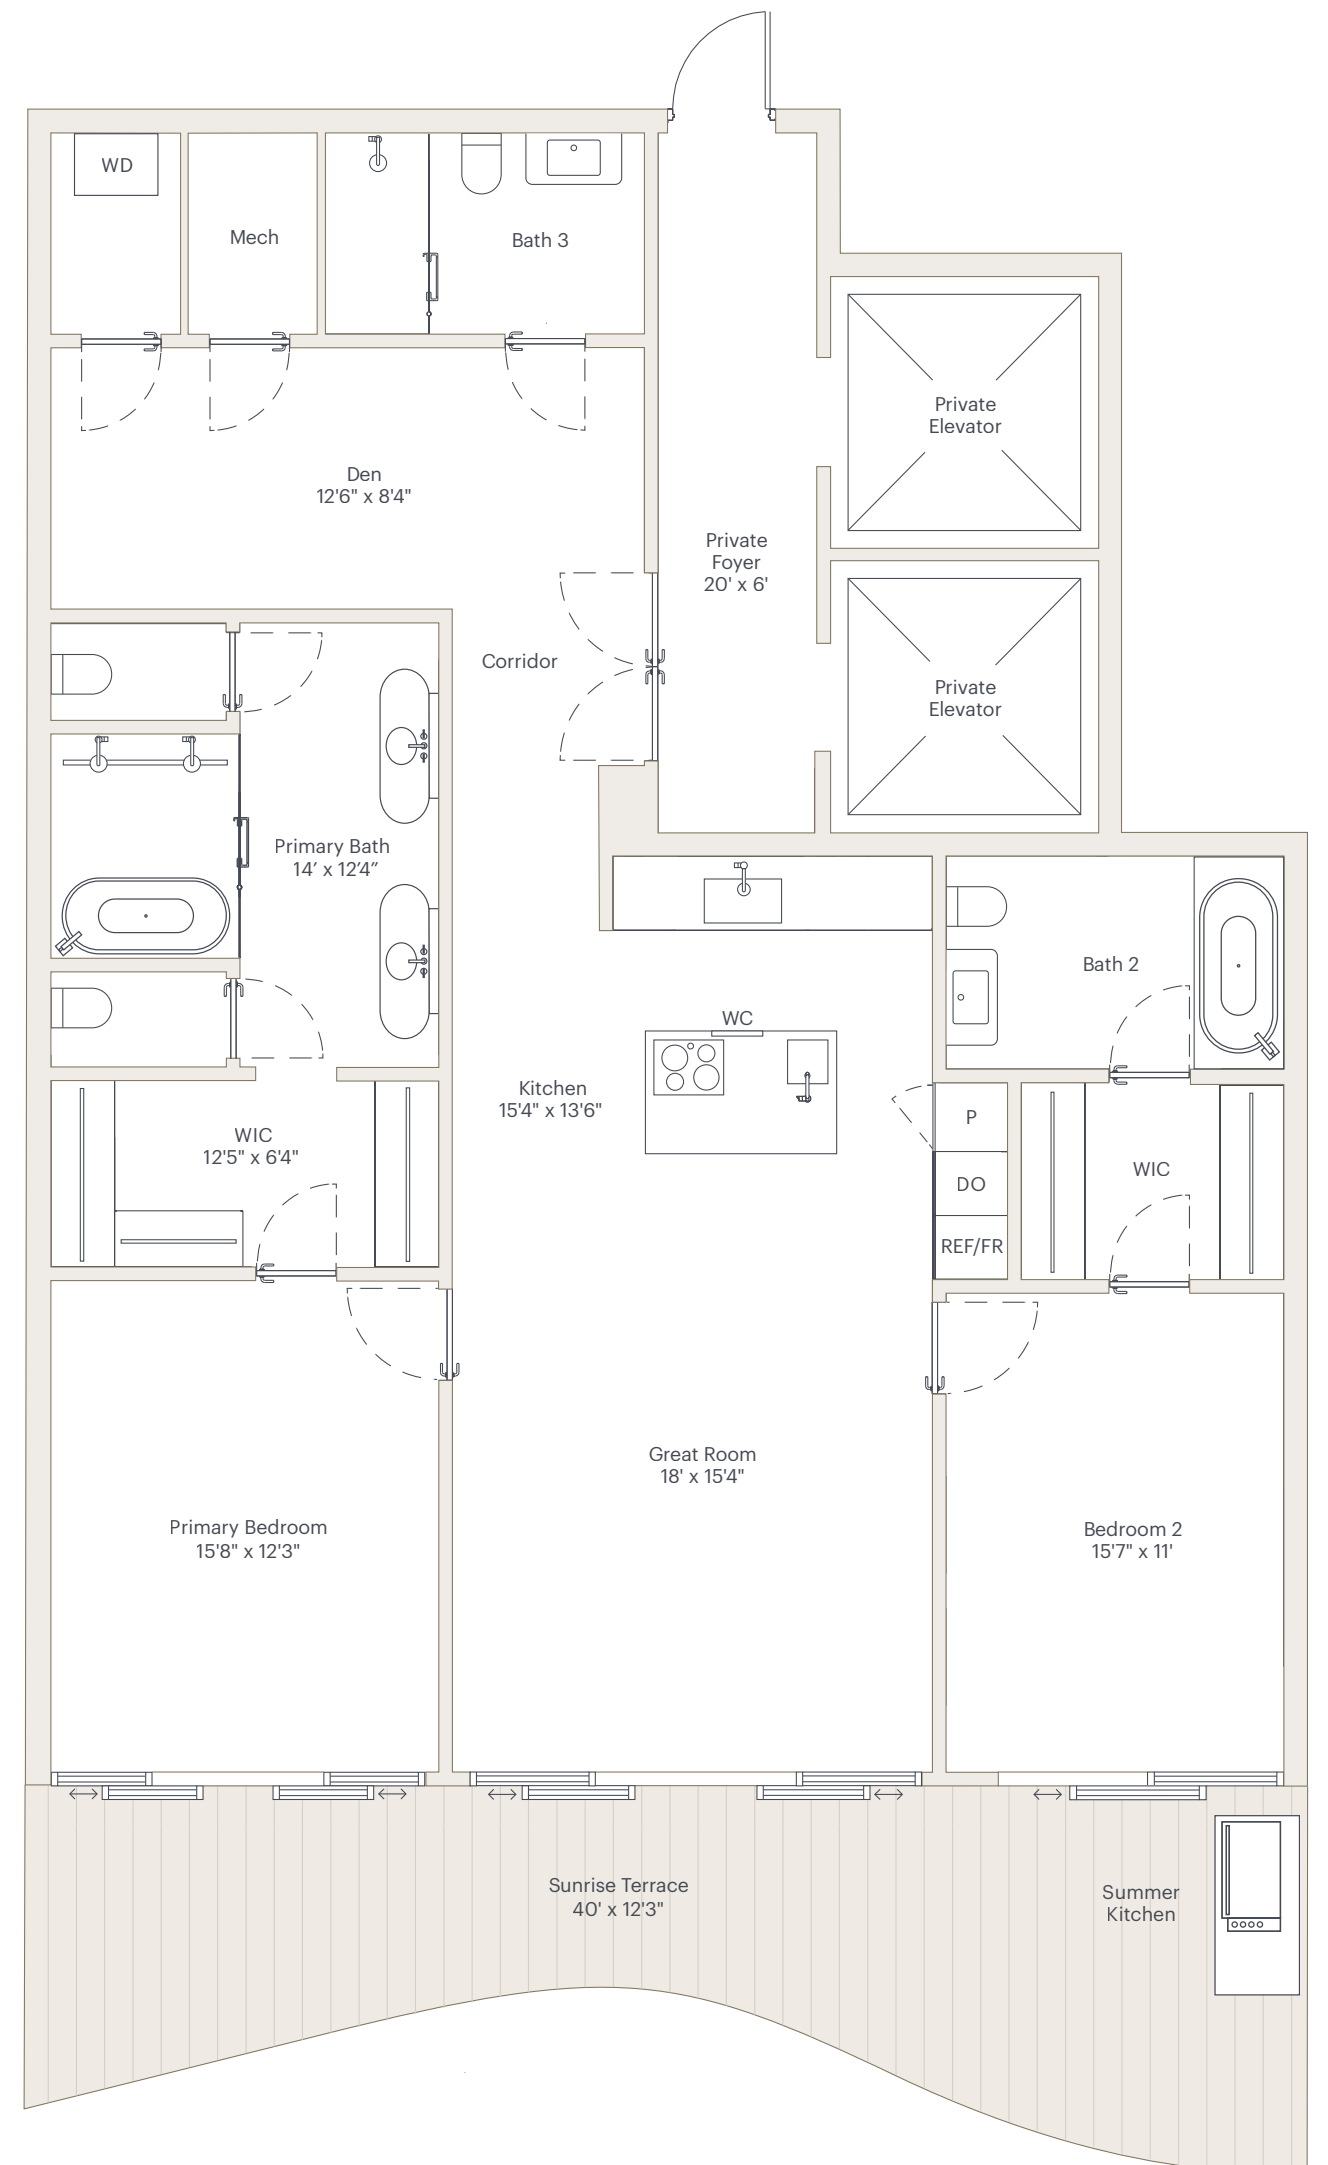 WD
Mech
Bath 3
Private
Elevator
Den
12'6" x 8'4"
Private
Foyer
20' x 6'
Corridor
Private
Elevator
Primary Bath
14’ x 12’4”
Bath 2
WC
Kitchen
15'4" x 13'6"
P
WIC
12'5" x 6'4"
WIC
DO
REF/FR
Great Room
18' x 15'4"
Primary Bedroom
15'8" x 12'3"
Bedroom 2
15'7" x 11'
Sunrise Terrace
40' x 12'3"
Summer
Kitchen